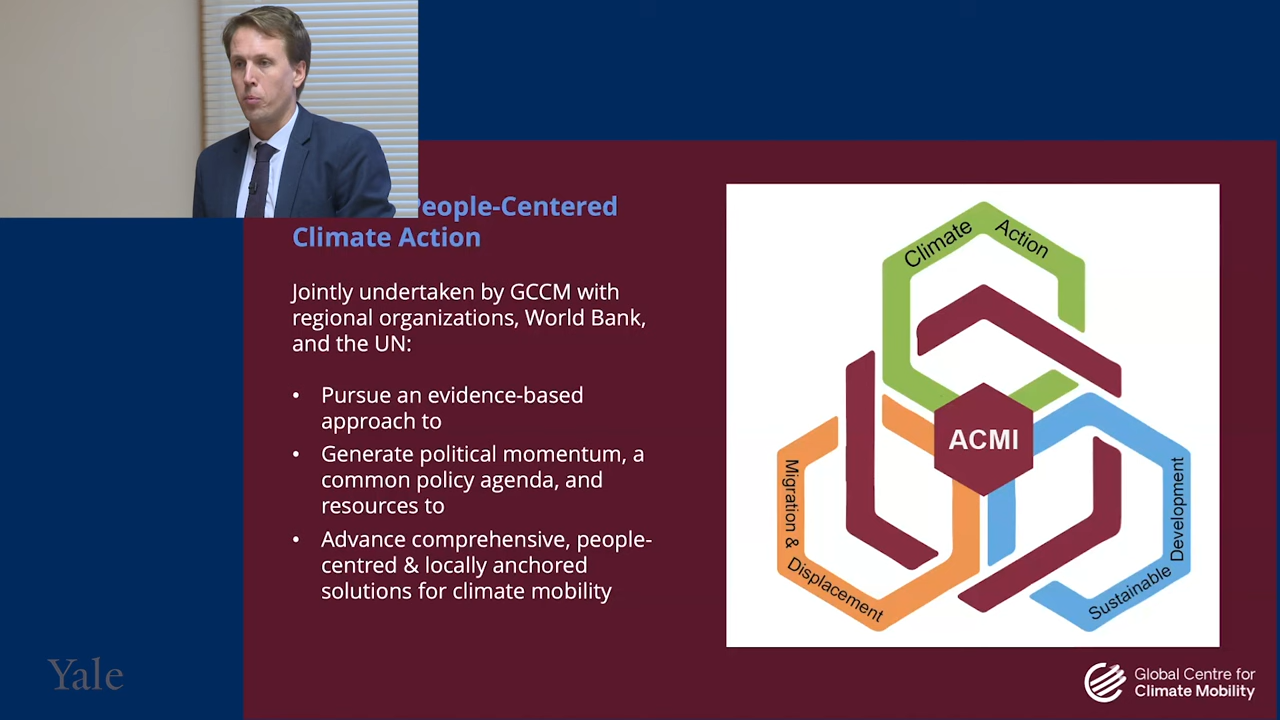 People-Centered
Climate Action
Jointly undertaken by GCCM with
regional organizations, World Bank,
and the UN:
• Pursue an evidence-based
approach to
• Generate political momentum, a
common policy agenda, and
resources to
• Advance comprehensive, people-
centred & locally anchored
solutions for climate mobility
Climate Action
ACMI
Migration &
Displacement
Sustainable Development
Yale
Global Centre for
Climate Mobility